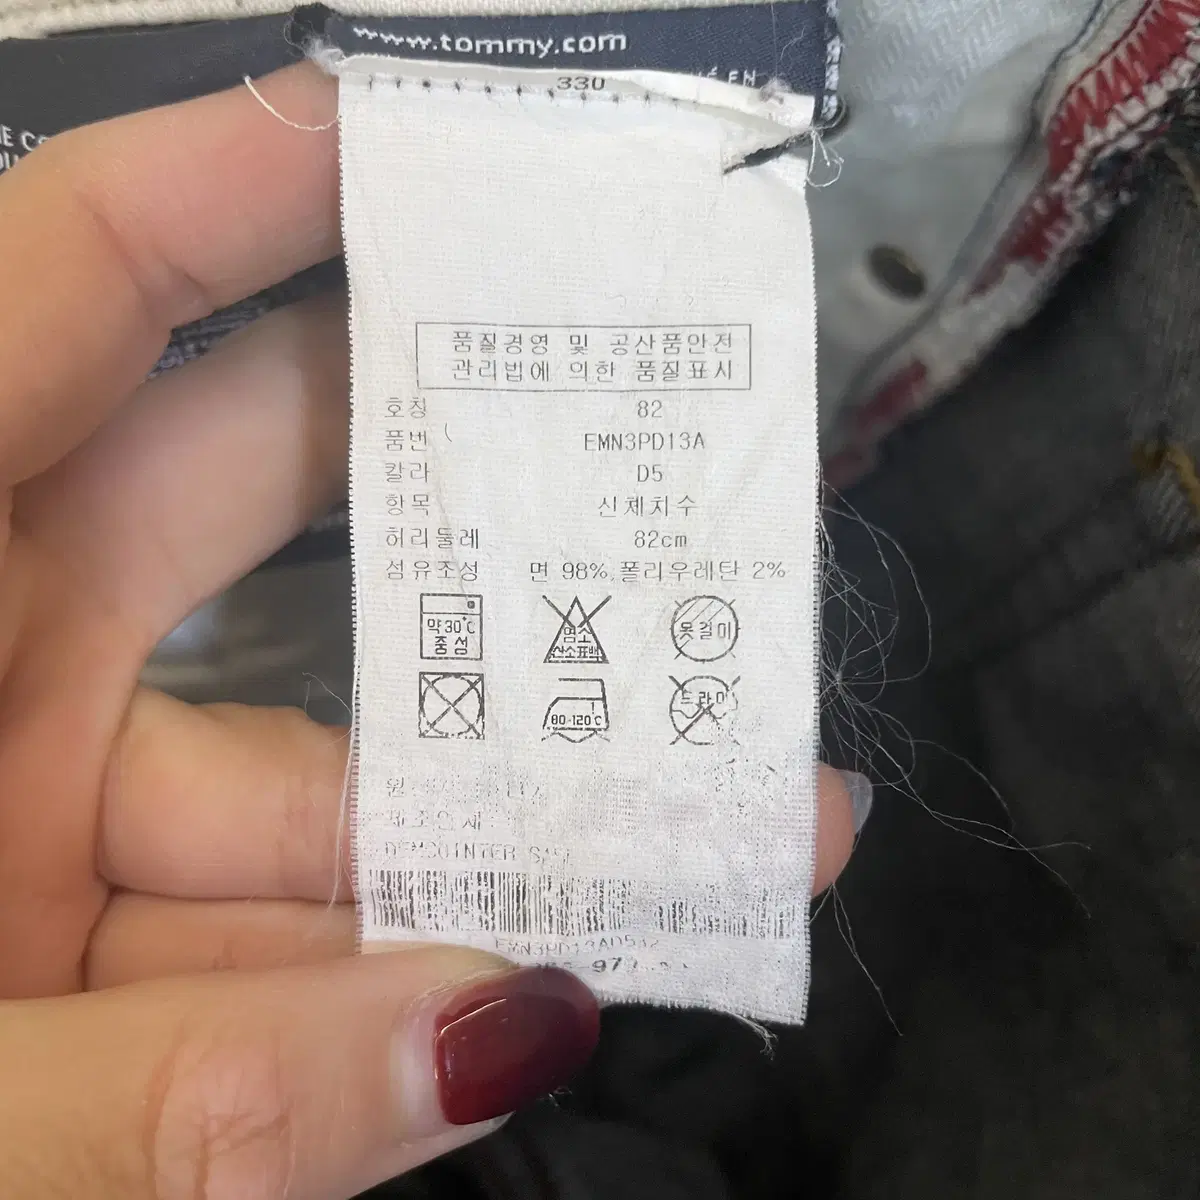 www.tommy.com
330
품질경영 및 공산품안전
관리법에 의한 품질표시
호칭 82
품번 EMN3PD13A
칼라 D5
항목 신체치수
허리둘레 82cm
섬유조성 면 98%,폴리우레탄 2%
약30℃
중성
염소
산소표백
옷걸이
80-120℃
드라이